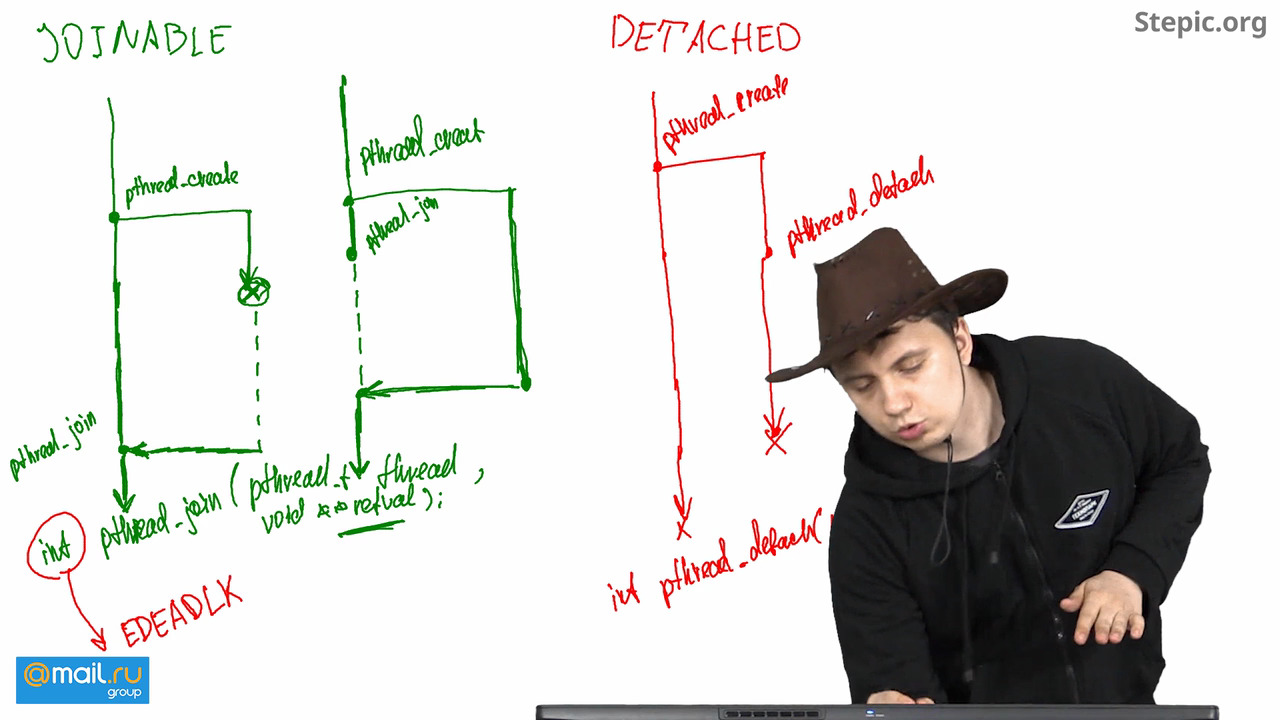 JOINABLE
DETACHED
Stepic.org
pthread_create
pthread_creat
pthread_create
pthread_join
pthread_detach
pthread_join
int pthread_join (pthread_t thread,
void **retval);
EDEADLK
int pthread_detach(
@mail.ru
group